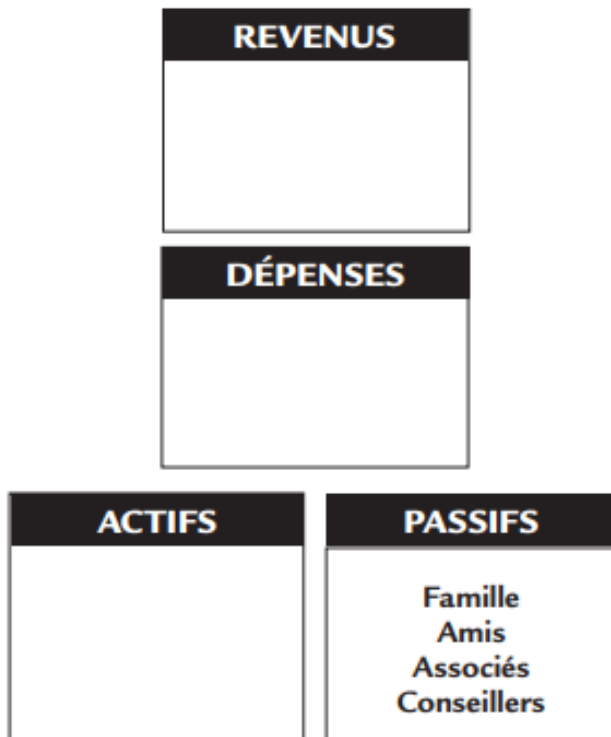 REVENUS
DÉPENSES
ACTIFS
PASSIFS
Famille
Amis
Associés
Conseillers